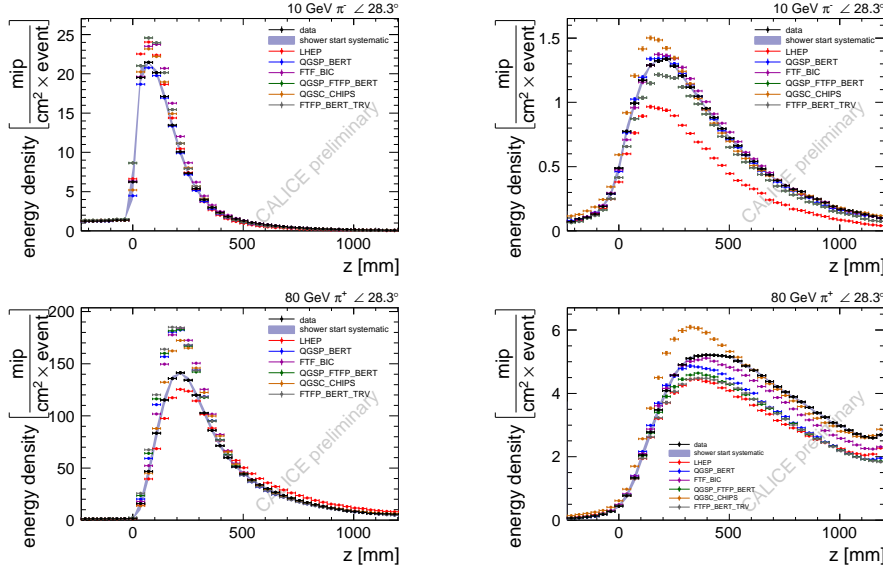 10 GeV π⁻ ∠ 28.3°
energy density [mip / cm² × event]
25
20
15
10
5
0
data
shower start systematic
LHEP
QGSP_BERT
FTF_BIC
QGSP_FTFP_BERT
QGSC_CHIPS
FTFP_BERT_TRV
CALICE preliminary
0 500 1000
z [mm]
10 GeV π⁻ ∠ 28.3°
energy density [mip / cm² × event]
1.5
1
0.5
0
data
shower start systematic
LHEP
QGSP_BERT
FTF_BIC
QGSP_FTFP_BERT
QGSC_CHIPS
FTFP_BERT_TRV
CALICE preliminary
0 500 1000
z [mm]
80 GeV π⁺ ∠ 28.3°
energy density [mip / cm² × event]
200
150
100
50
0
data
shower start systematic
LHEP
QGSP_BERT
FTF_BIC
QGSP_FTFP_BERT
QGSC_CHIPS
FTFP_BERT_TRV
CALICE preliminary
0 500 1000
z [mm]
80 GeV π⁺ ∠ 28.3°
energy density [mip / cm² × event]
6
4
2
0
data
shower start systematic
LHEP
QGSP_BERT
FTF_BIC
QGSP_FTFP_BERT
QGSC_CHIPS
FTFP_BERT_TRV
CALICE preliminary
0 500 1000
z [mm]